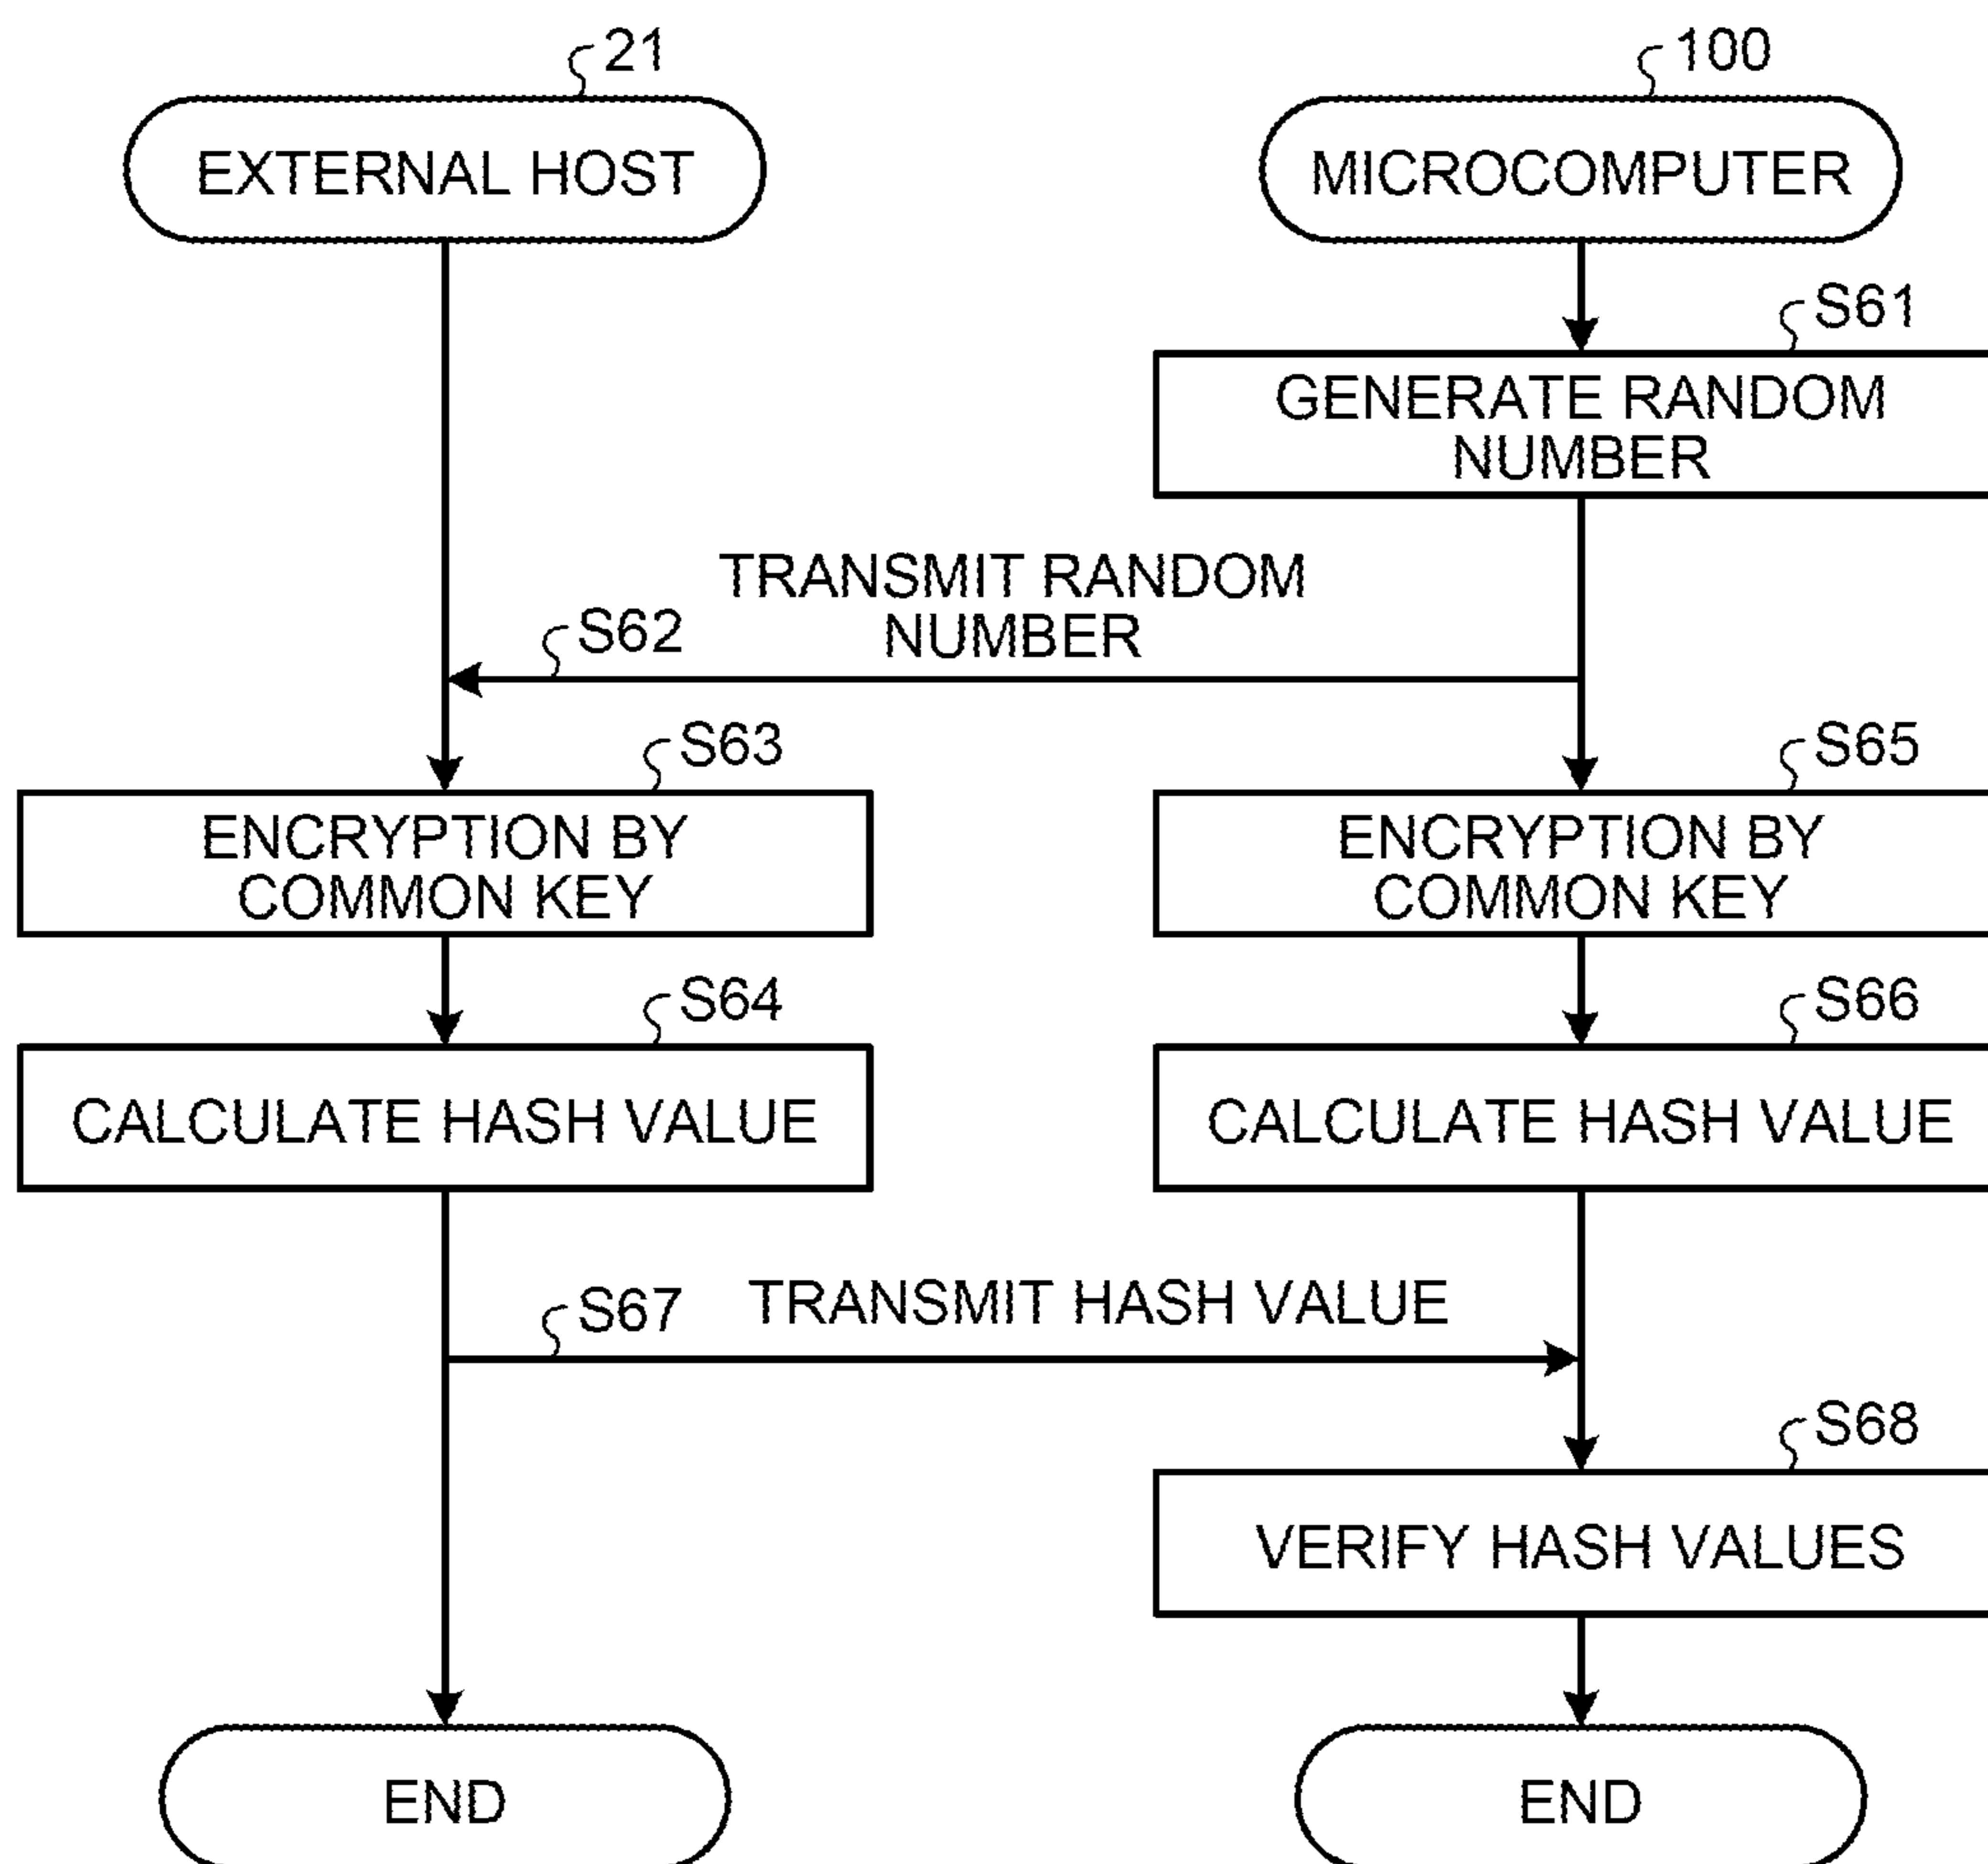 21
100
EXTERNAL HOST
MICROCOMPUTER
S61
GENERATE RANDOM
NUMBER
TRANSMIT RANDOM
NUMBER
S62
S63
S65
ENCRYPTION BY
COMMON KEY
ENCRYPTION BY
COMMON KEY
S64
S66
CALCULATE HASH VALUE
CALCULATE HASH VALUE
S67
TRANSMIT HASH VALUE
S68
VERIFY HASH VALUES
END
END